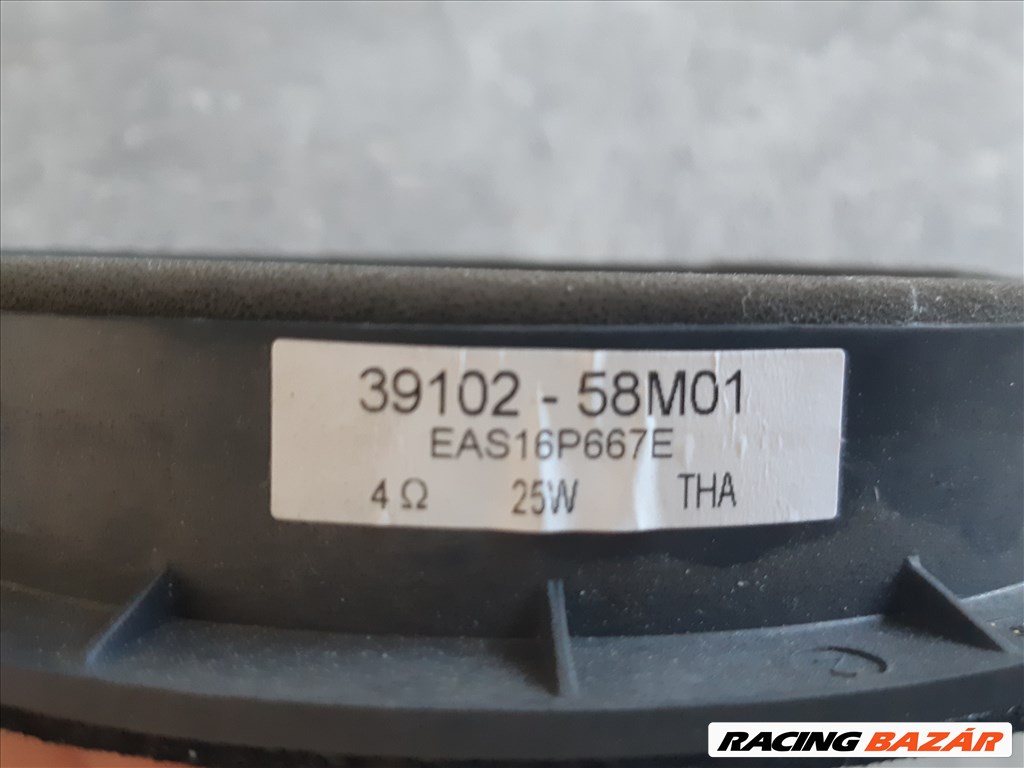 39102 - 58M01
EAS16P667E
4 Ω 25W THA
RACING BAZÁR